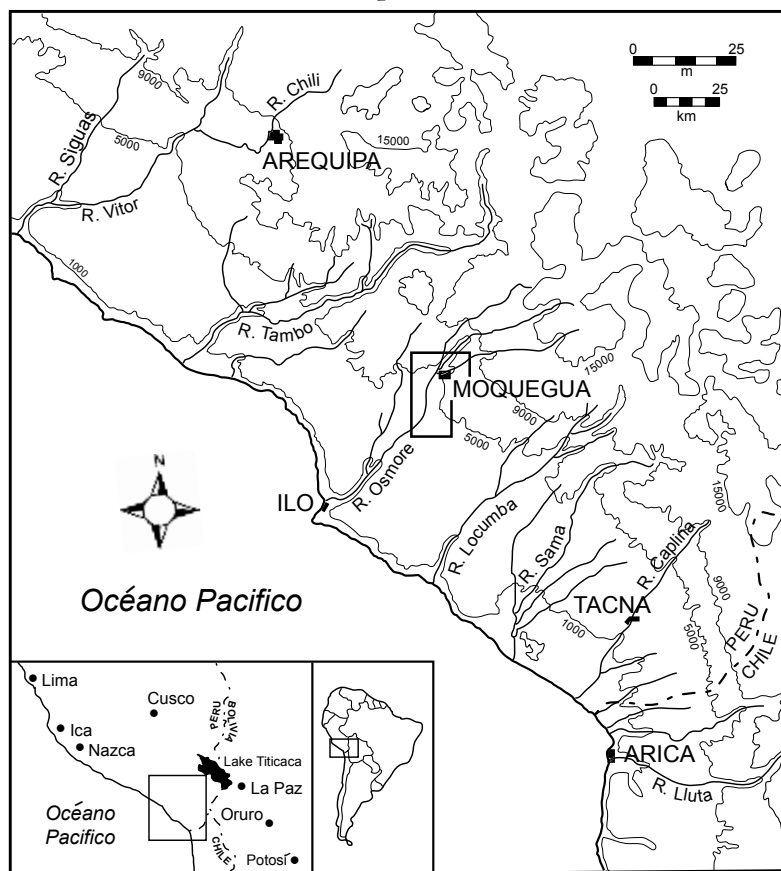 0 25
m
0 25
km
9000
R. Chili
5000
15000
R. Siguas
AREQUIPA
R. Vitor
1000
R. Tambo
15000
MOQUEGUA
9000
5000
R. Osmore
ILO
15000
R. Locumba
R. Sama
R. Caplina
N
Océano Pacifico
TACNA
1000
9000
5000
PERU
CHILE
ARICA
R. Lluta
Lima
Cusco
PERU
BOLIVIA
Ica
Nazca
Lake Titicaca
La Paz
Océano
Pacifico
Oruro
CHILE
Potosí